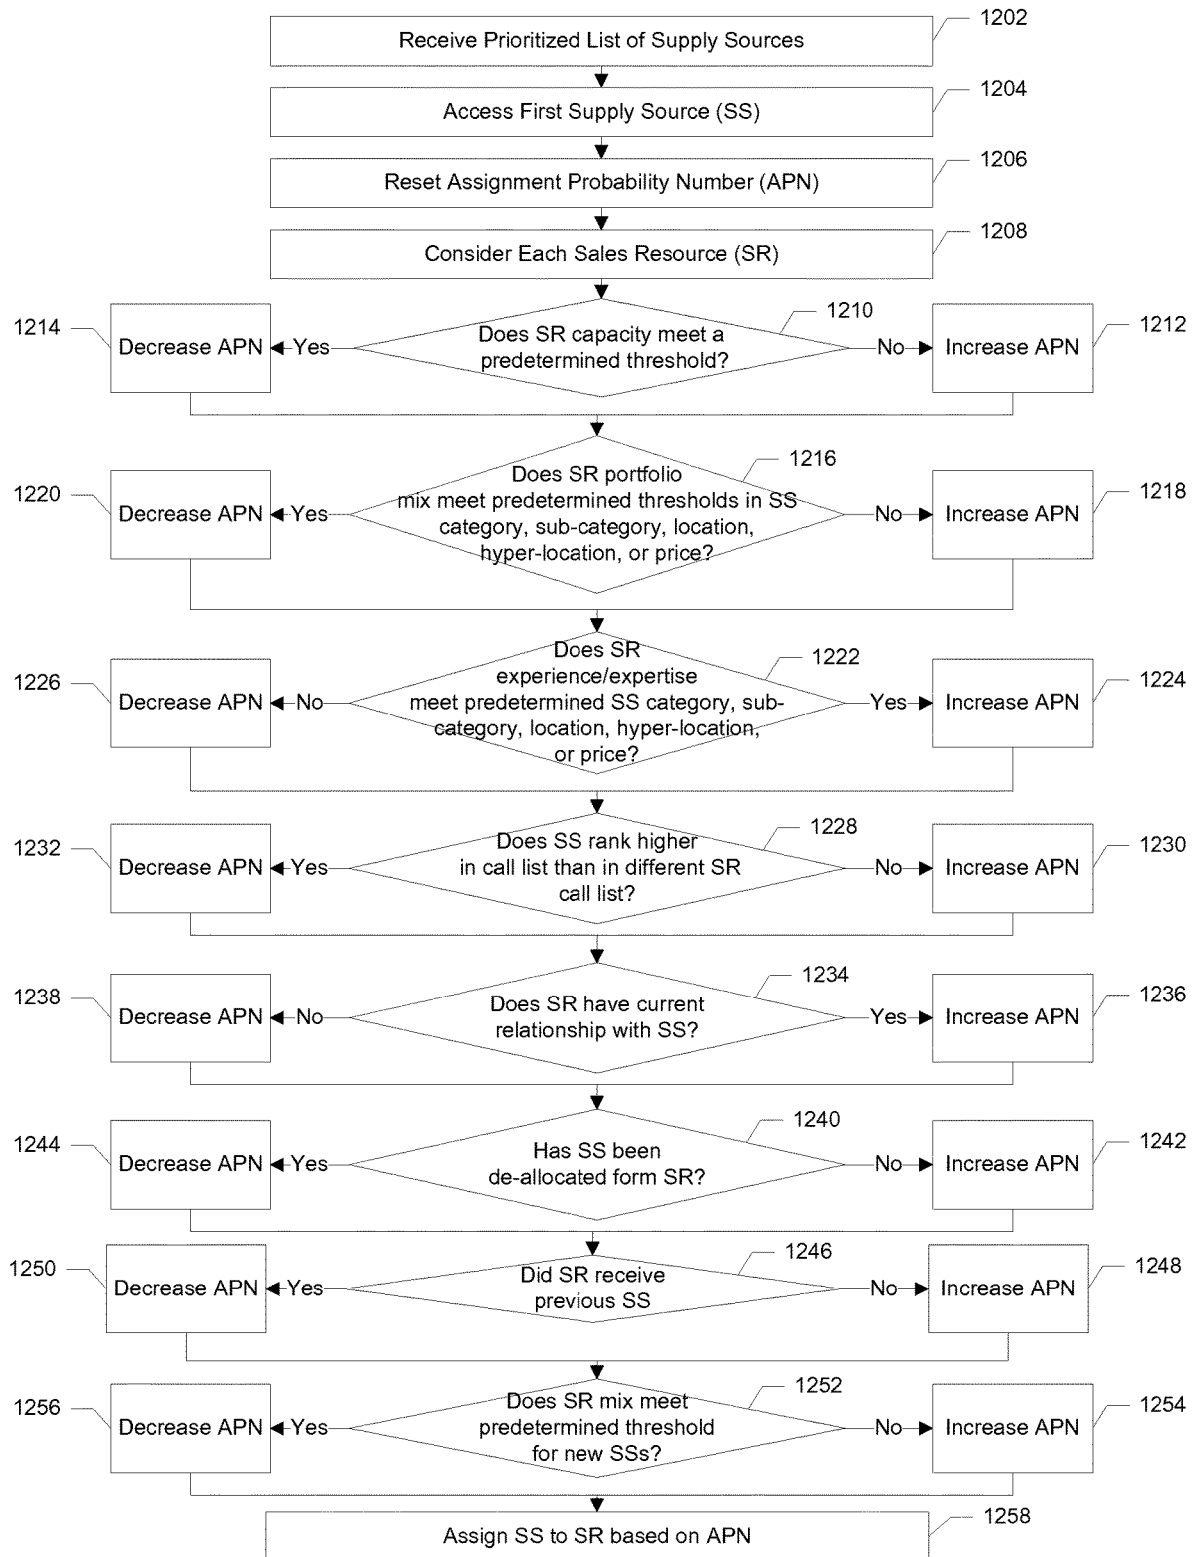 Receive Prioritized List of Supply Sources
1202
Access First Supply Source (SS)
1204
Reset Assignment Probability Number (APN)
1206
Consider Each Sales Resource (SR)
1208
1214
Decrease APN
Yes
Does SR capacity meet a
predetermined threshold?
1210
No
Increase APN
1212
1220
Decrease APN
Yes
Does SR portfolio
mix meet predetermined thresholds in SS
category, sub-category, location,
hyper-location, or price?
1216
No
Increase APN
1218
1226
Decrease APN
No
Does SR
experience/expertise
meet predetermined SS category, sub-
category, location, hyper-location,
or price?
1222
Yes
Increase APN
1224
1232
Decrease APN
Yes
Does SS rank higher
in call list than in different SR
call list?
1228
No
Increase APN
1230
1238
Decrease APN
No
Does SR have current
relationship with SS?
1234
Yes
Increase APN
1236
1244
Decrease APN
Yes
Has SS been
de-allocated form SR?
1240
No
Increase APN
1242
1250
Decrease APN
Yes
Did SR receive
previous SS
1246
No
Increase APN
1248
1256
Decrease APN
Yes
Does SR mix meet
predetermined threshold
for new SSs?
1252
No
Increase APN
1254
Assign SS to SR based on APN
1258